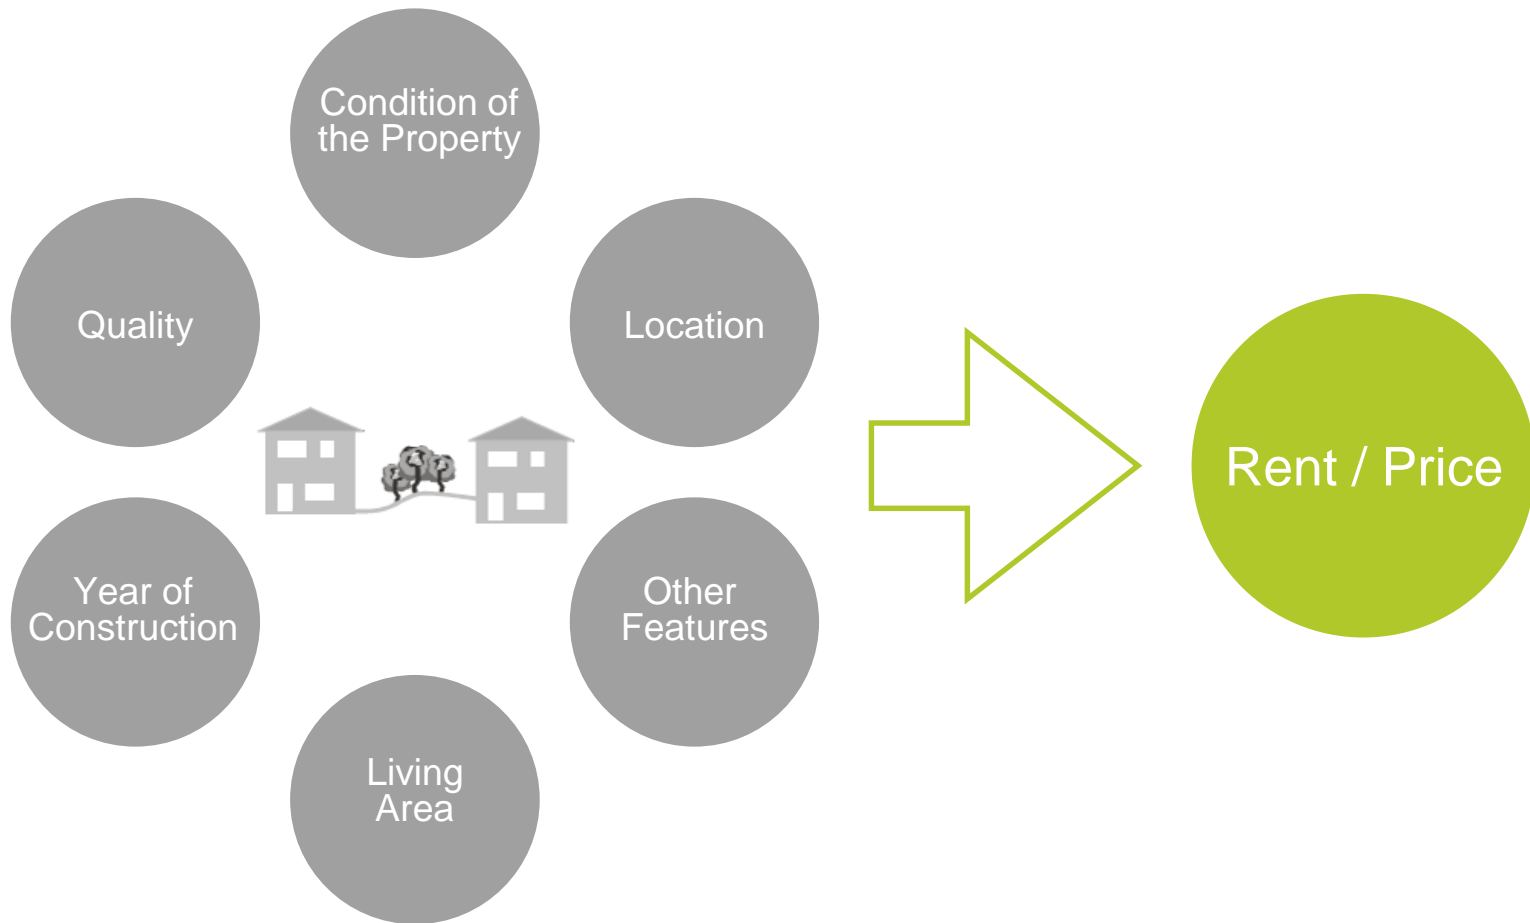 Condition of
the Property
Quality
Location
Rent / Price
Year of
Construction
Other
Features
Living
Area